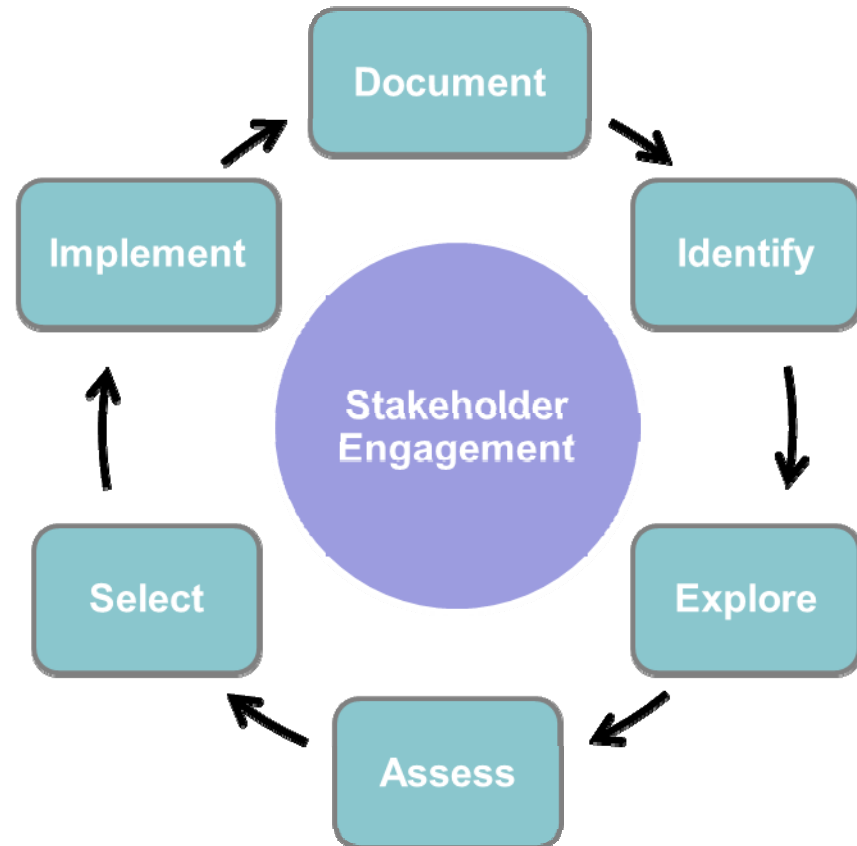 Document
Implement
Identify
Stakeholder
Engagement
Select
Explore
Assess